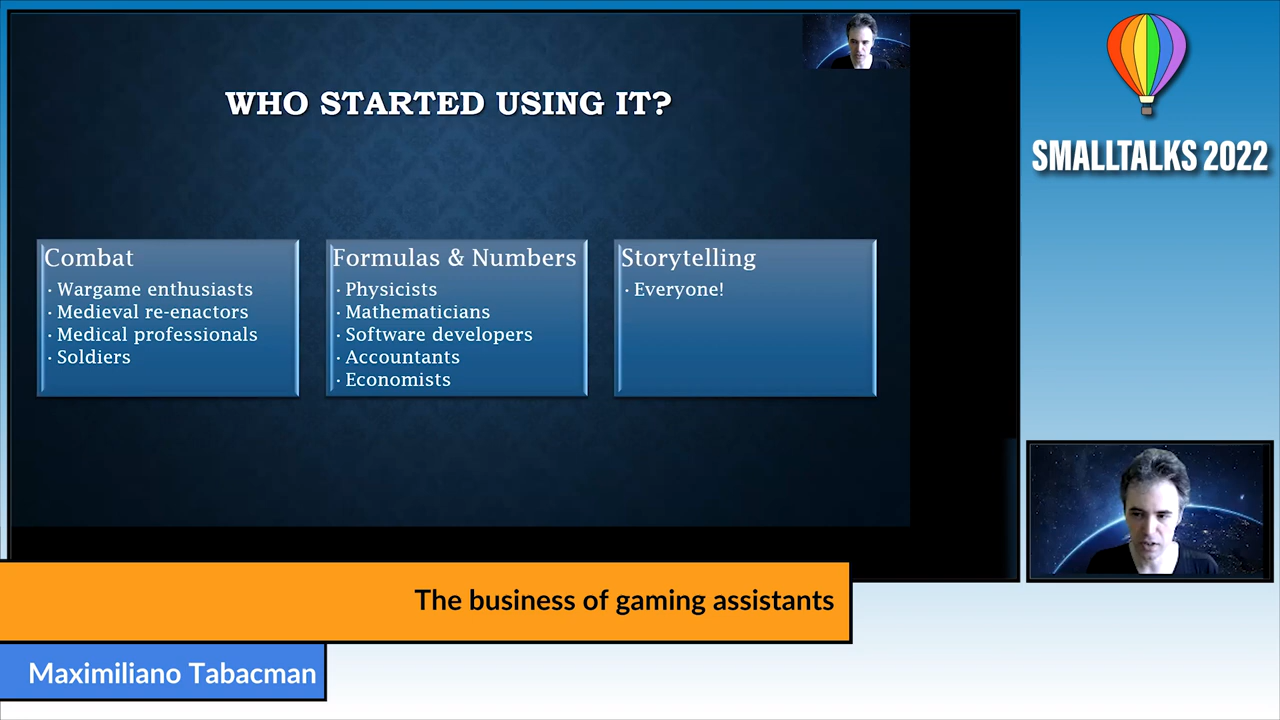 WHO STARTED USING IT?
Combat
· Wargame enthusiasts
· Medieval re-enactors
· Medical professionals
· Soldiers
Formulas & Numbers
· Physicists
· Mathematicians
· Software developers
· Accountants
· Economists
Storytelling
· Everyone!
SMALLTALKS 2022
The business of gaming assistants
Maximiliano Tabacman